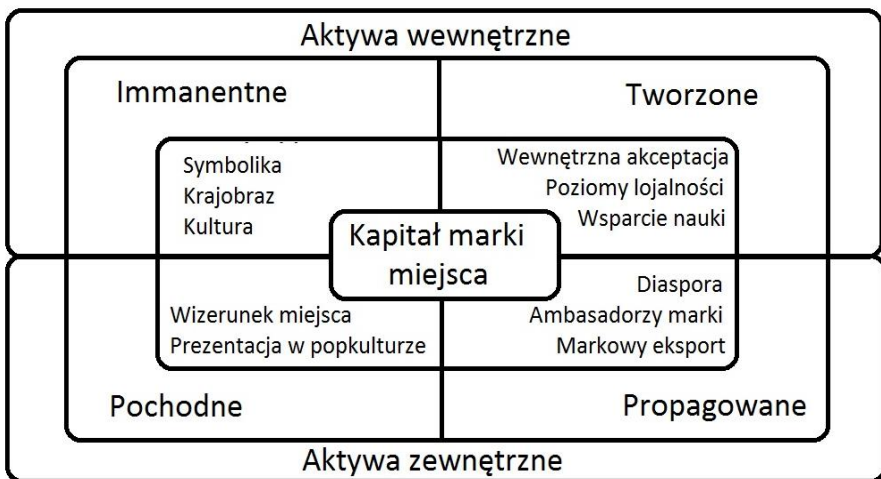 Aktywa wewnętrzne
Immanentne
Tworzone
Symbolika
Krajobraz
Kultura
Wewnętrzna akceptacja
Poziomy lojalności
Wsparcie nauki
Kapitał marki
miejsca
Wizerunek miejsca
Prezentacja w popkulturze
Diaspora
Ambasadorzy marki
Markowy eksport
Pochodne
Propagowane
Aktywa zewnętrzne